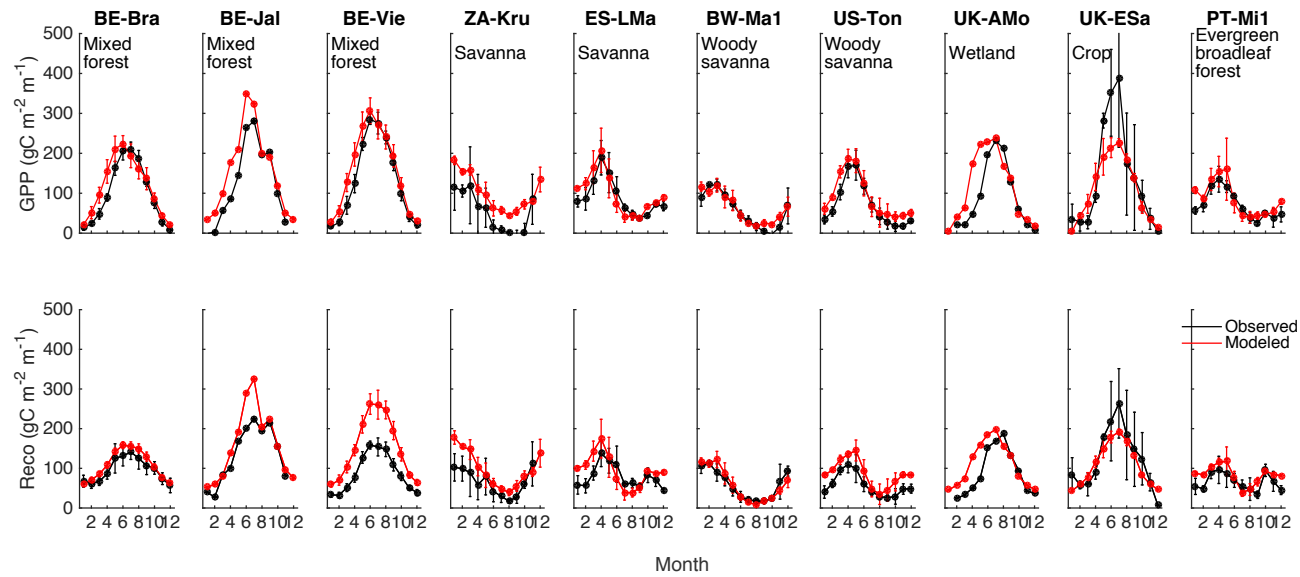 BE-Bra BE-Jal BE-Vie ZA-Kru ES-LMa BW-Ma1 US-Ton UK-AMo UK-ESa PT-Mi1
500
400
300
200
100
0
GPP (gC m⁻² m⁻¹)
Mixed
forest
Mixed
forest
Mixed
forest
Savanna
Savanna
Woody
savanna
Woody
savanna
Wetland
Crop
Evergreen
broadleaf
forest
500
400
300
200
100
0
Reco (gC m⁻² m⁻¹)
Observed
Modeled
2 4 6 8 10 12
2 4 6 8 10 12
2 4 6 8 10 12
2 4 6 8 10 12
2 4 6 8 10 12
2 4 6 8 10 12
2 4 6 8 10 12
2 4 6 8 10 12
2 4 6 8 10 12
2 4 6 8 10 12
Month